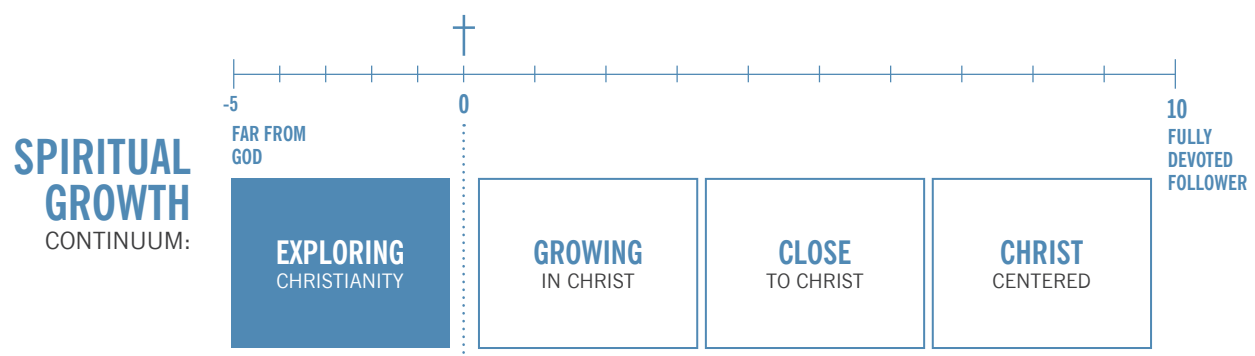 -5
0
10
FAR FROM
GOD
FULLY
DEVOTED
FOLLOWER
SPIRITUAL
GROWTH
CONTINUUM:
EXPLORING
CHRISTIANITY
GROWING
IN CHRIST
CLOSE
TO CHRIST
CHRIST
CENTERED